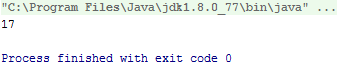 "C:\Program Files\Java\jdk1.8.0_77\bin\java" ...
17
Process finished with exit code 0